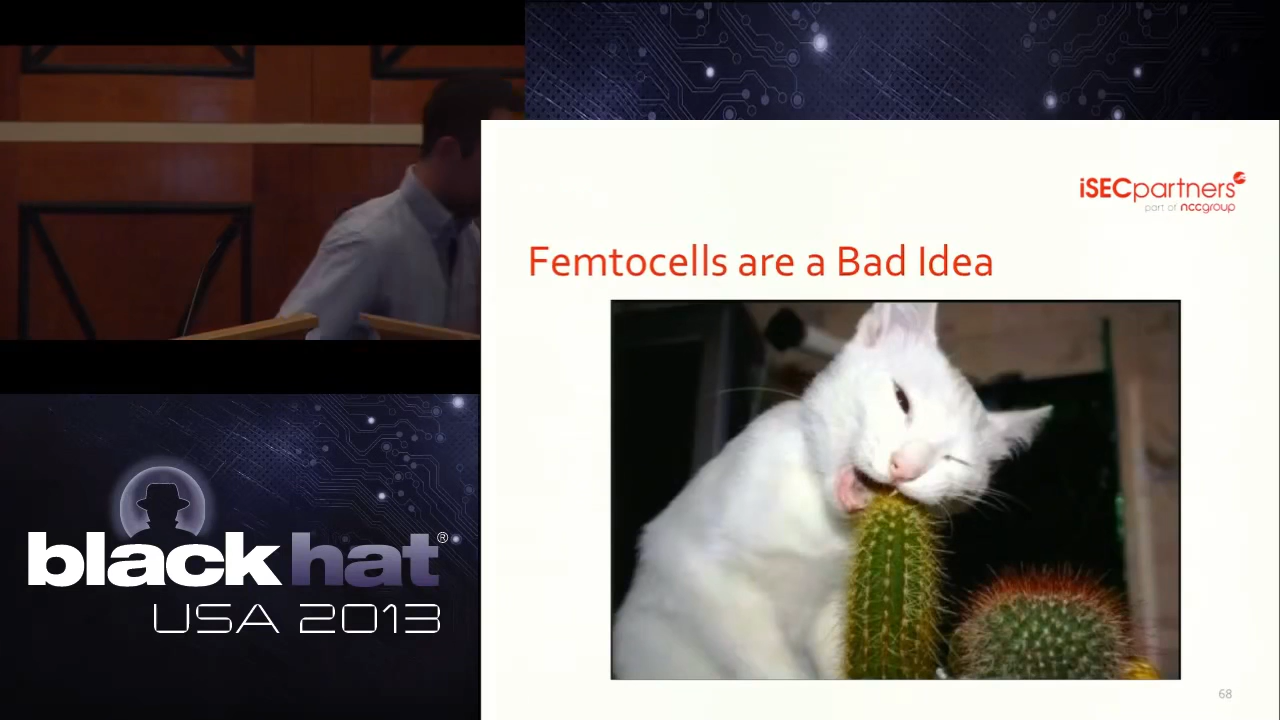 iSECpartners
part of nccgroup
Femtocells are a Bad Idea
black hat®
USA 2013
68